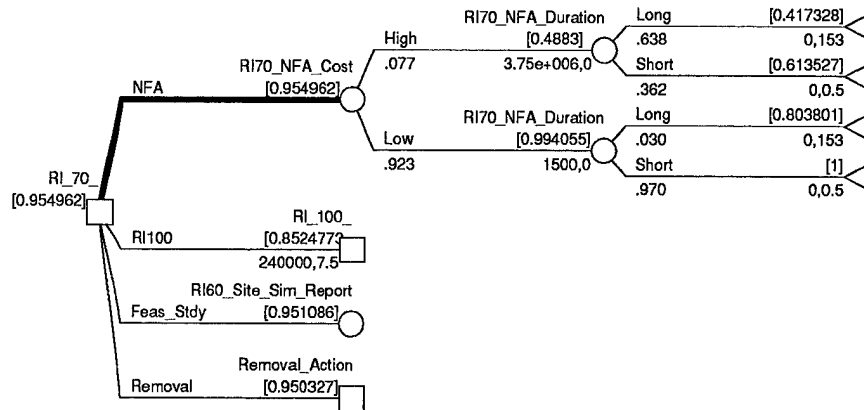 RI70_NFA_Duration
Long
[0.417328]
High
[0.4883]
.638
0,153
RI70_NFA_Cost
.077
3.75e+006,0
Short
[0.613527]
NFA
[0.954962]
.362
0,0.5
RI70_NFA_Duration
Long
[0.803801]
Low
[0.994055]
.030
0,153
.923
1500,0
Short
[1]
RI_70_
.970
0,0.5
[0.954962]
RI_100_
RI100
[0.8524773
240000,7.5
RI60_Site_Sim_Report
Feas_Stdy
[0.951086]
Removal_Action
Removal
[0.950327]